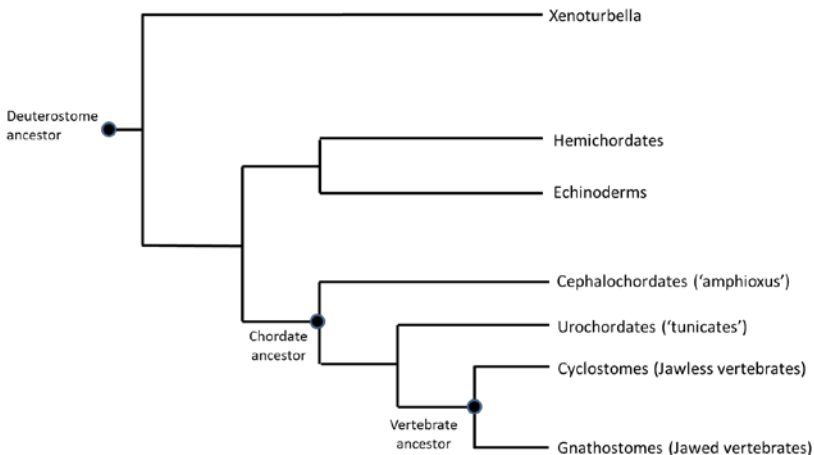 Xenoturbella
Deuterostome
ancestor
Hemichordates
Echinoderms
Cephalochordates (‘amphioxus’)
Chordate
ancestor
Urochordates (‘tunicates’)
Cyclostomes (Jawless vertebrates)
Vertebrate
ancestor
Gnathostomes (Jawed vertebrates)